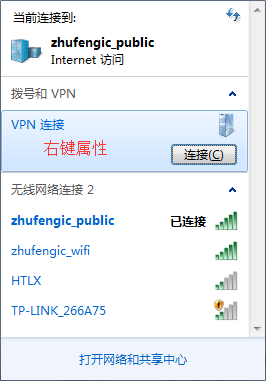 当前连接到:
zhufengic_public
Internet 访问
拨号和 VPN
VPN 连接
右键属性
连接(C)
无线网络连接 2
zhufengic_public 已连接
zhufengic_wifi
HTLX
TP-LINK_266A75
打开网络和共享中心